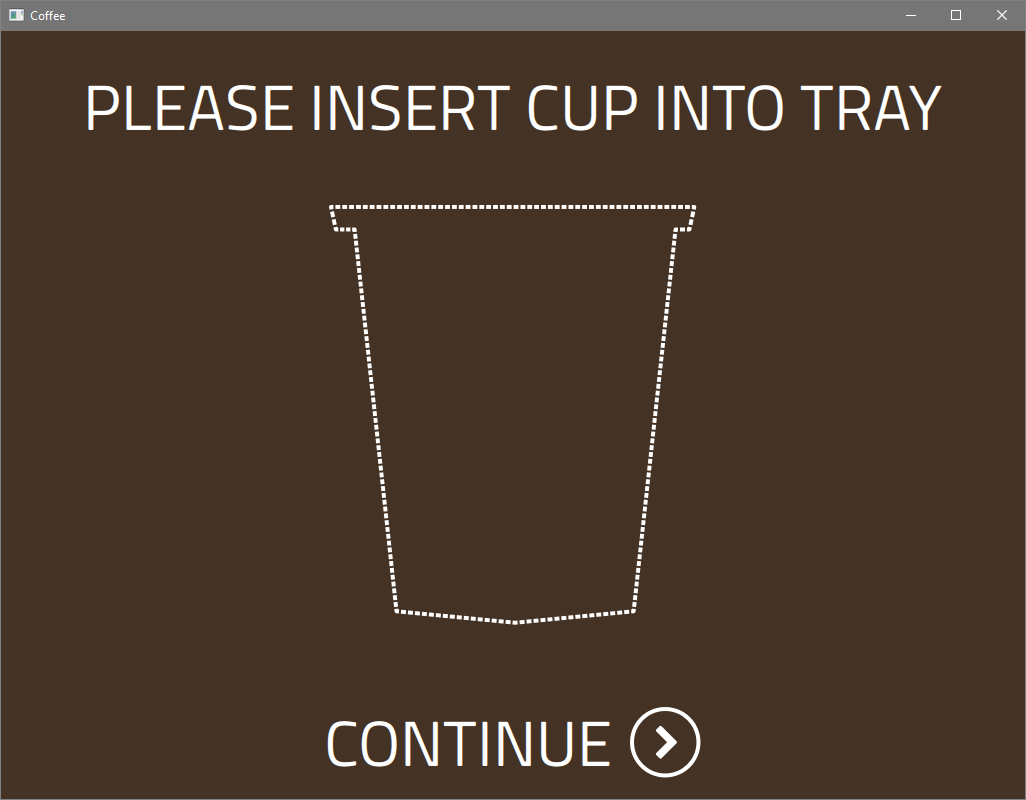 Coffee
PLEASE INSERT CUP INTO TRAY
CONTINUE